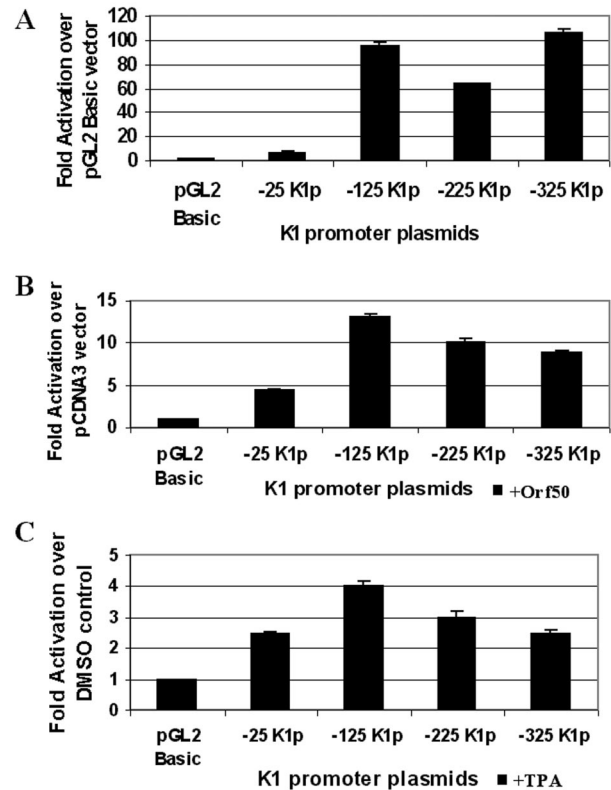 A
Fold Activation over
pGL2 Basic vector
120
100
80
60
40
20
0
pGL2
Basic
-25 K1p
-125 K1p
-225 K1p
-325 K1p
K1 promoter plasmids
B
Fold Activation over
pCDNA3 vector
15
10
5
0
pGL2
Basic
-25 K1p
-125 K1p
-225 K1p
-325 K1p
K1 promoter plasmids
+Orf50
C
Fold Activation over
DMSO control
5
4
3
2
1
0
pGL2
Basic
-25 K1p
-125 K1p
-225 K1p
-325 K1p
K1 promoter plasmids
+TPA